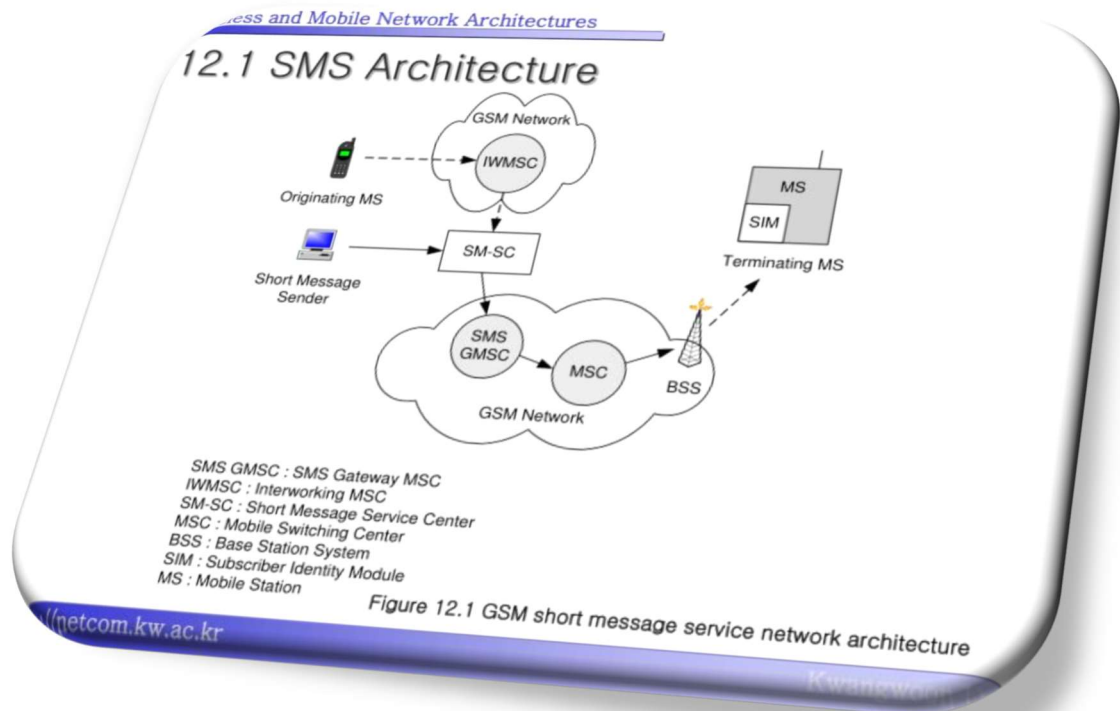 and Mobile Network Architectures
12.1 SMS Architecture
GSM Network
IWMSC
Originating MS
SM-SC
Short Message
Sender
MS
SIM
Terminating MS
SMS
GMSC
MSC
BSS
GSM Network
SMS GMSC : SMS Gateway MSC
IWMSC : Interworking MSC
SM-SC : Short Message Service Center
MSC : Mobile Switching Center
BSS : Base Station System
SIM : Subscriber Identity Module
MS : Mobile Station
Figure 12.1 GSM short message service network architecture
//netcom.kw.ac.kr